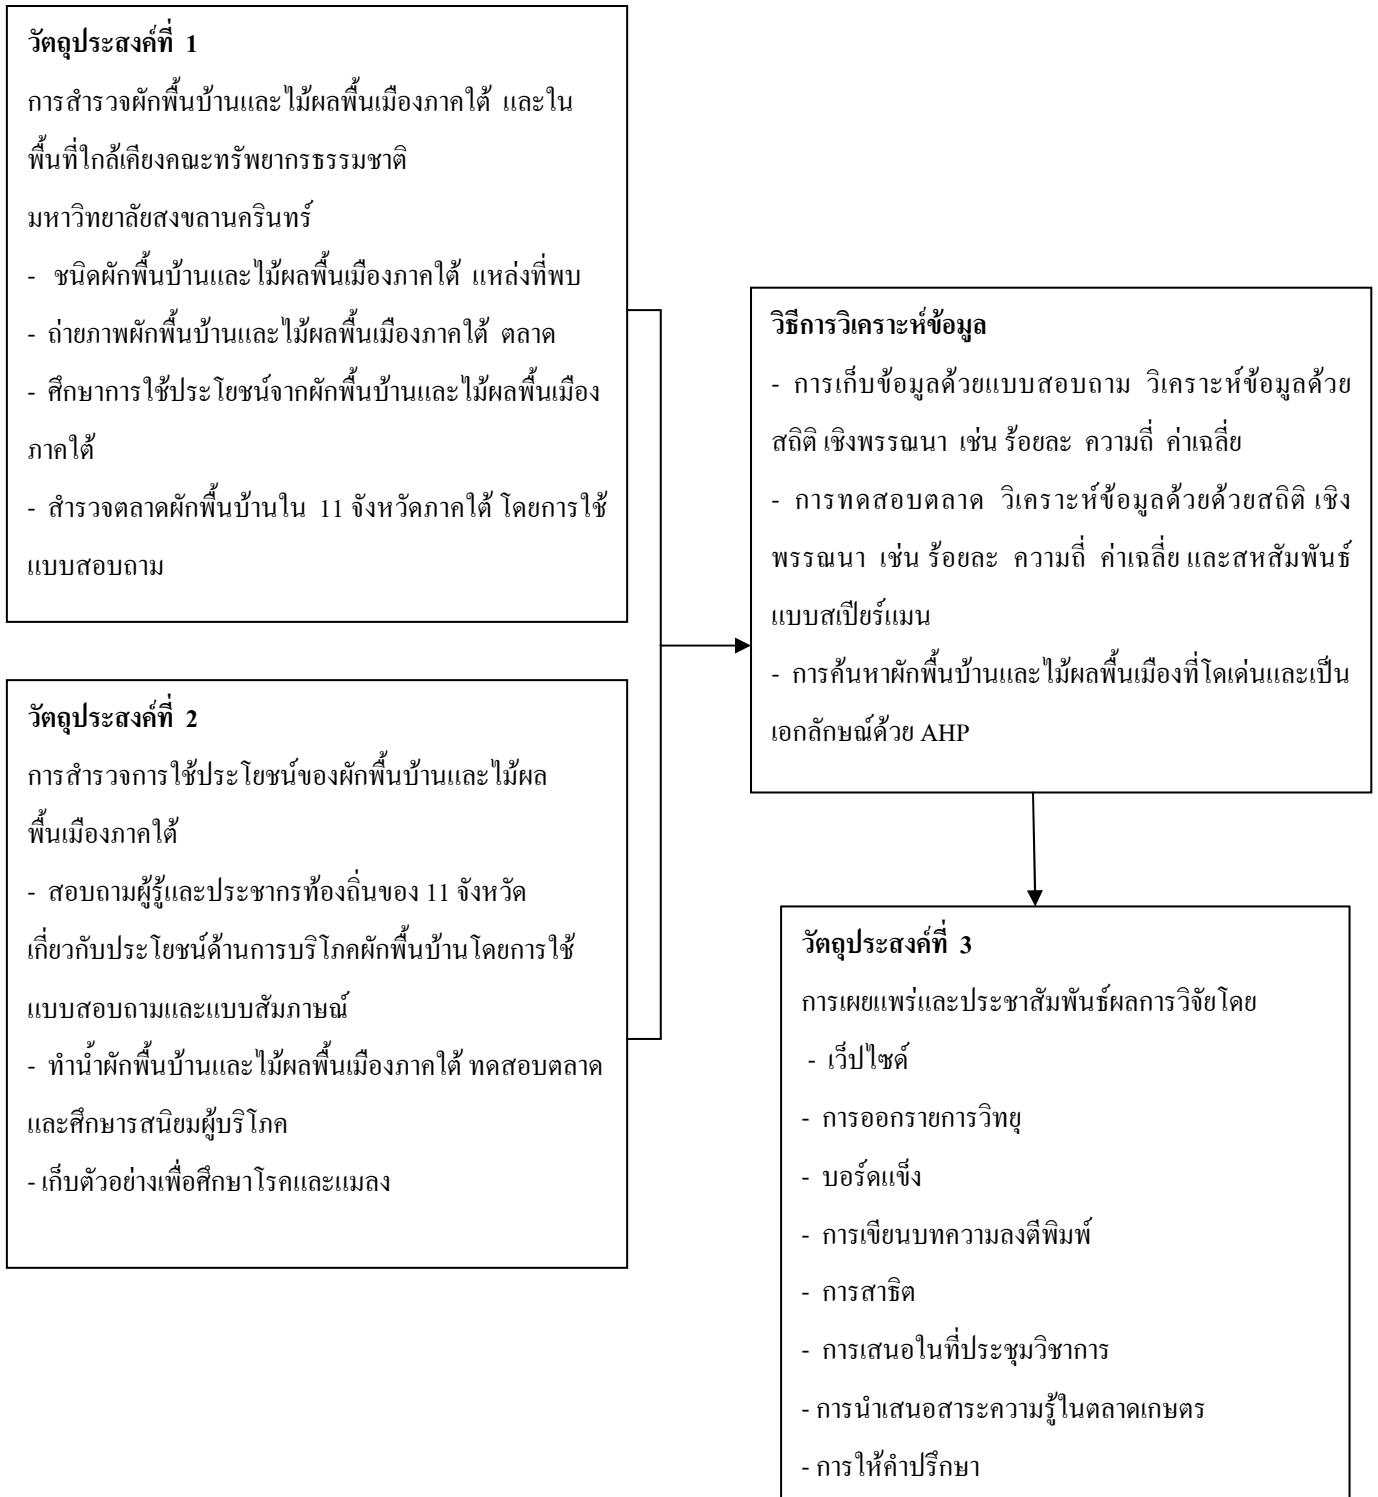 วัตถุประสงค์ที่ 1
การสำรวจผักพื้นบ้านและไม้ผลพื้นเมืองภาคใต้ และใน
พื้นที่ใกล้เคียงคณะทรัพยากรธรรมชาติ
มหาวิทยาลัยสงขลานครินทร์
- ชนิดผักพื้นบ้านและไม้ผลพื้นเมืองภาคใต้ แหล่งที่พบ
- ถ่ายภาพผักพื้นบ้านและไม้ผลพื้นเมืองภาคใต้ ตลาด
- ศึกษาการใช้ประโยชน์จากผักพื้นบ้านและไม้ผลพื้นเมือง
ภาคใต้
- สำรวจตลาดผักพื้นบ้านใน 11 จังหวัดภาคใต้ โดยการใช้
แบบสอบถาม
วัตถุประสงค์ที่ 2
การสำรวจการใช้ประโยชน์ของผักพื้นบ้านและไม้ผล
พื้นเมืองภาคใต้
- สอบถามผู้รู้และประชากรท้องถิ่นของ 11 จังหวัด
เกี่ยวกับประโยชน์ด้านการบริโภคผักพื้นบ้านโดยการใช้
แบบสอบถามและแบบสัมภาษณ์
- ทำน้ำผักพื้นบ้านและไม้ผลพื้นเมืองภาคใต้ ทดสอบตลาด
และศึกษารสนิยมผู้บริโภค
- เก็บตัวอย่างเพื่อศึกษาโรคและแมลง
วิธีการวิเคราะห์ข้อมูล
- การเก็บข้อมูลด้วยแบบสอบถาม วิเคราะห์ข้อมูลด้วย
สถิติ เชิงพรรณนา เช่น ร้อยละ ความถี่ ค่าเฉลี่ย
- การทดสอบตลาด วิเคราะห์ข้อมูลด้วยด้วยสถิติ เชิง
พรรณนา เช่น ร้อยละ ความถี่ ค่าเฉลี่ย และสหสัมพันธ์
แบบสเปียร์แมน
- การค้นหาผักพื้นบ้านและไม้ผลพื้นเมืองที่โดเด่นและเป็น
เอกลักษณ์ด้วย AHP
วัตถุประสงค์ที่ 3
การเผยแพร่และประชาสัมพันธ์ผลการวิจัยโดย
- เว็ปไซด์
- การออกรายการวิทยุ
- บอร์ดแข็ง
- การเขียนบทความลงตีพิมพ์
- การสาธิต
- การเสนอในที่ประชุมวิชาการ
- การนำเสนอสาระความรู้ในตลาดเกษตร
- การให้คำปรึกษา